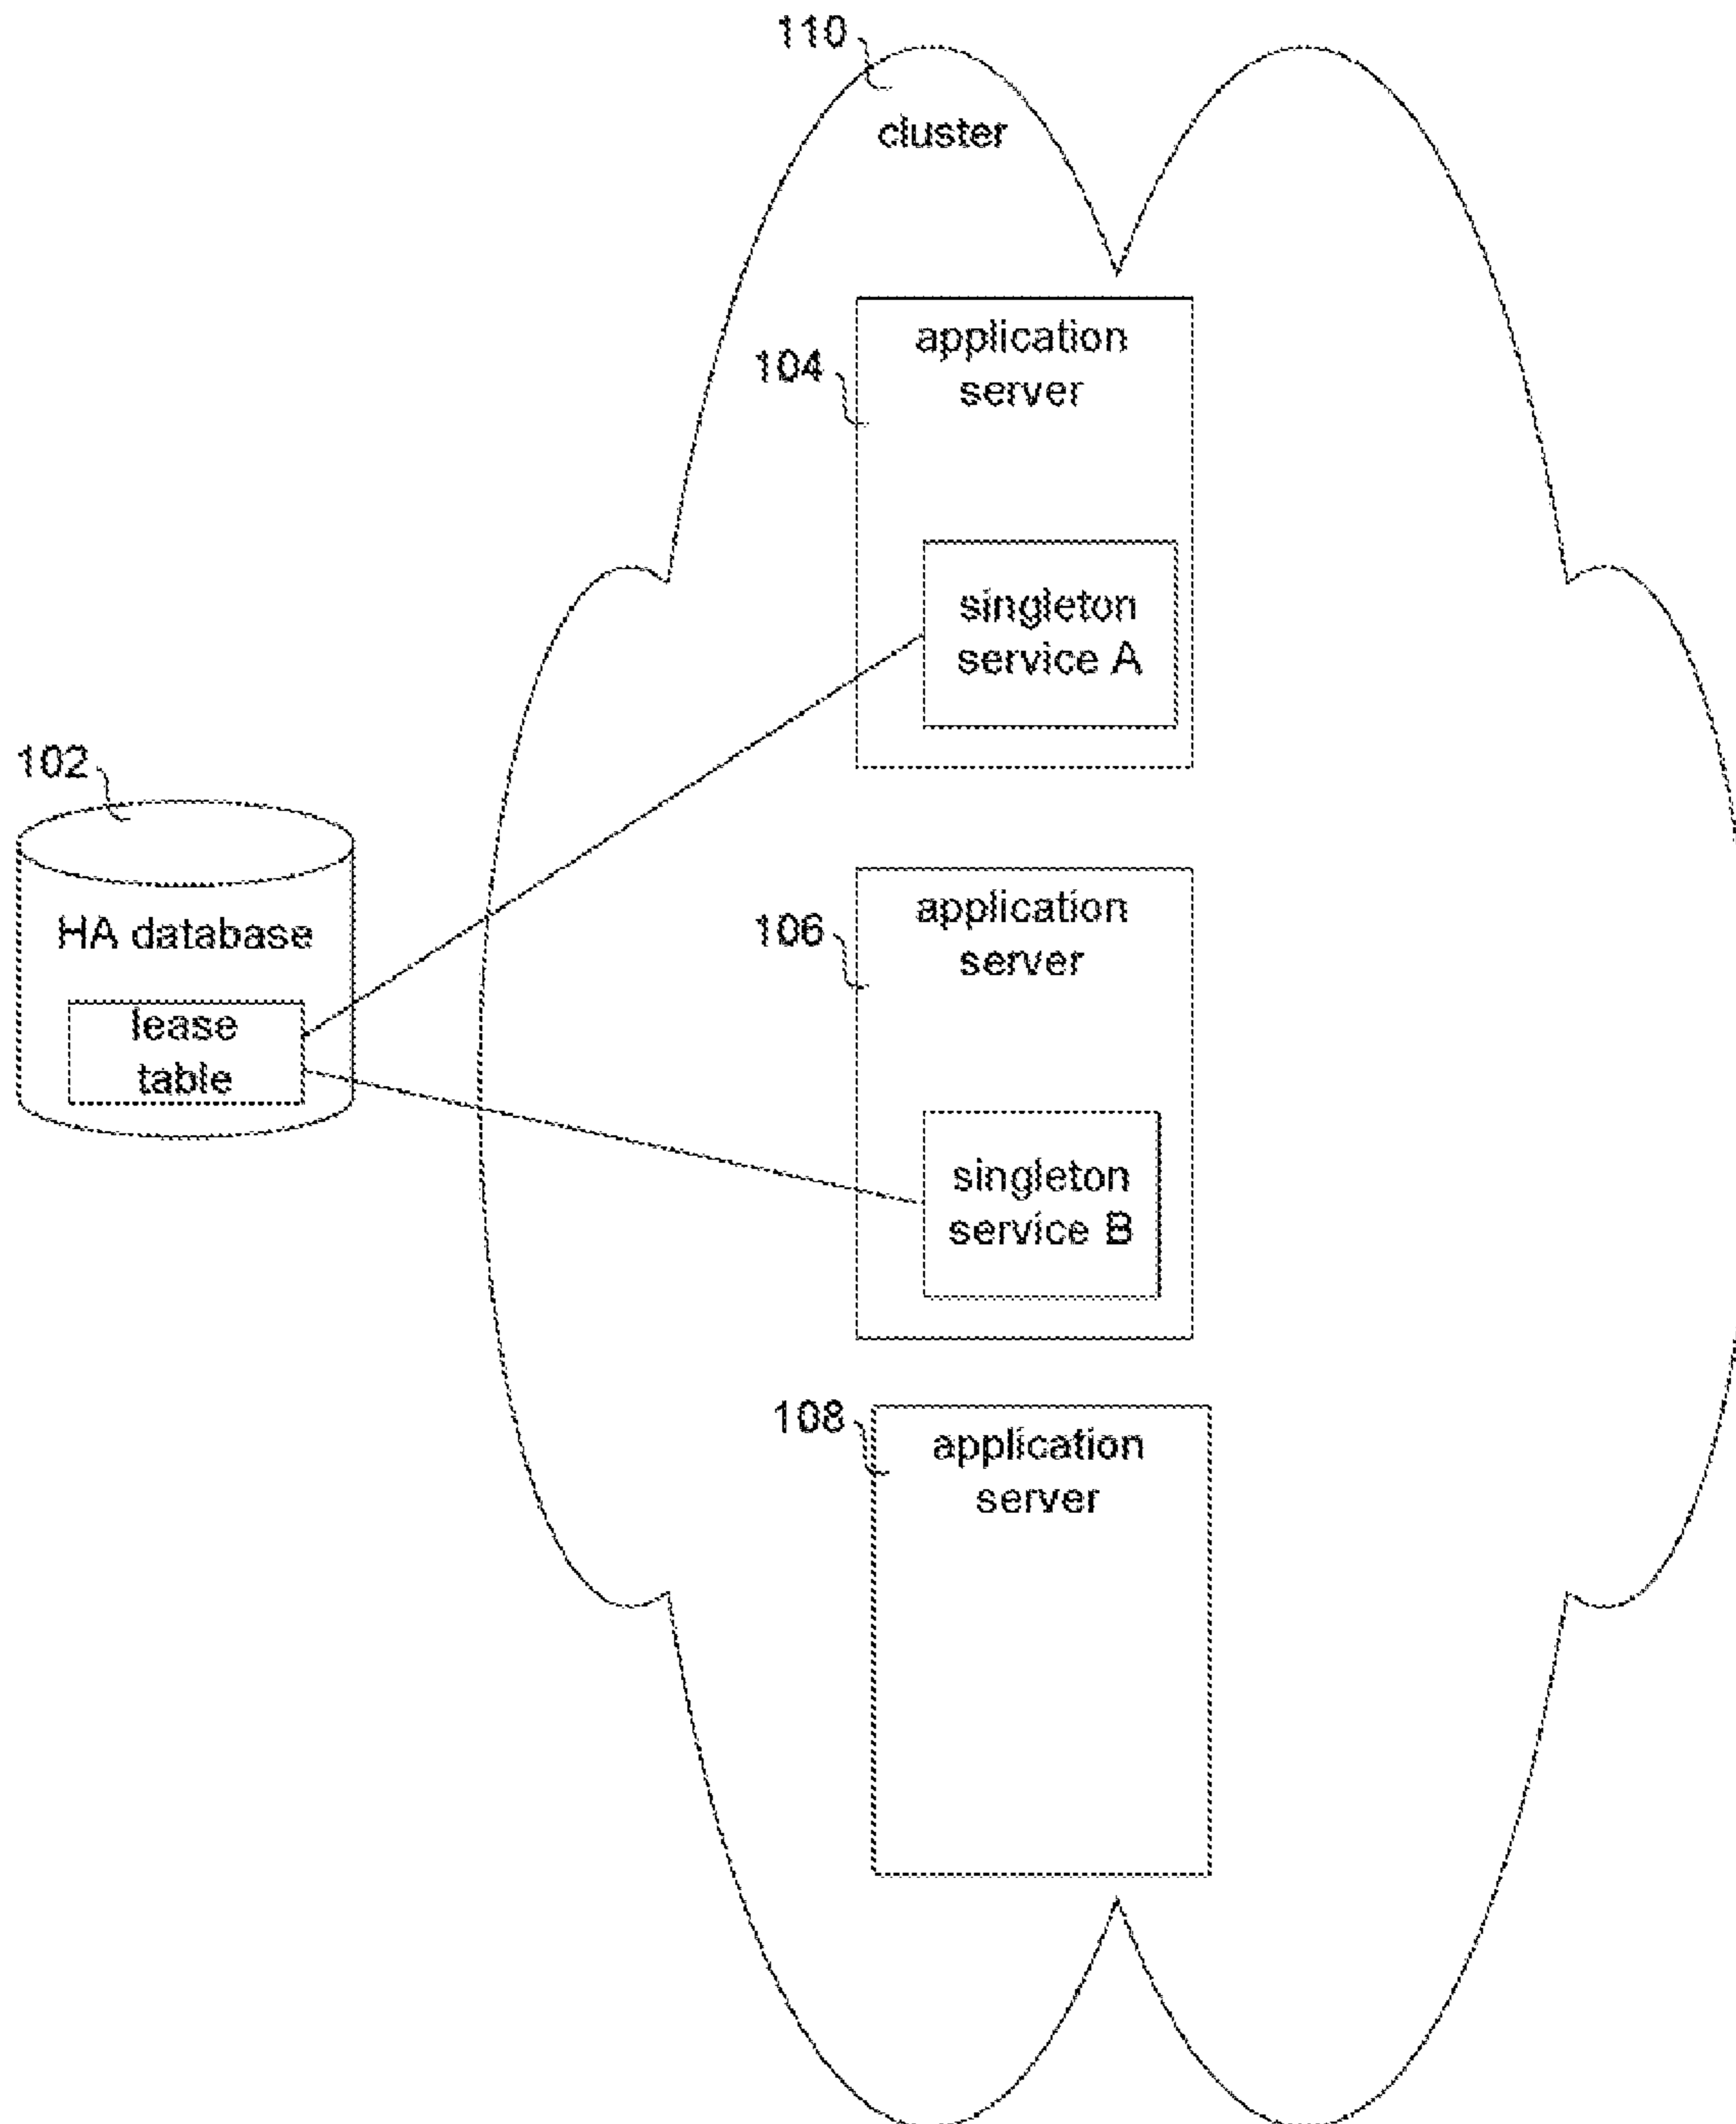 110
cluster
104
application
server
singleton
service A
102
HA database
lease
table
106
application
server
singleton
service B
108
application
server